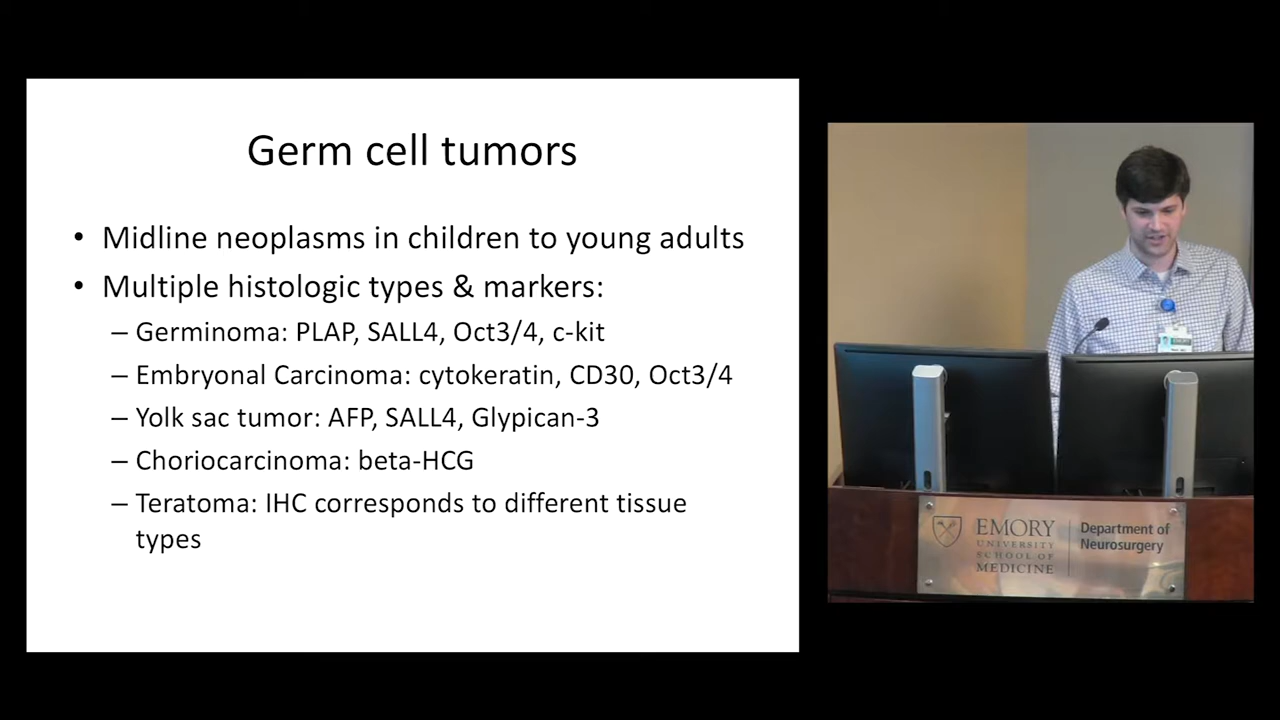 Germ cell tumors
• Midline neoplasms in children to young adults
• Multiple histologic types & markers:
– Germinoma: PLAP, SALL4, Oct3/4, c-kit
– Embryonal Carcinoma: cytokeratin, CD30, Oct3/4
– Yolk sac tumor: AFP, SALL4, Glypican-3
– Choriocarcinoma: beta-HCG
– Teratoma: IHC corresponds to different tissue
types
EMORY
UNIVERSITY
SCHOOL OF
MEDICINE
Department of
Neurosurgery
EMORY